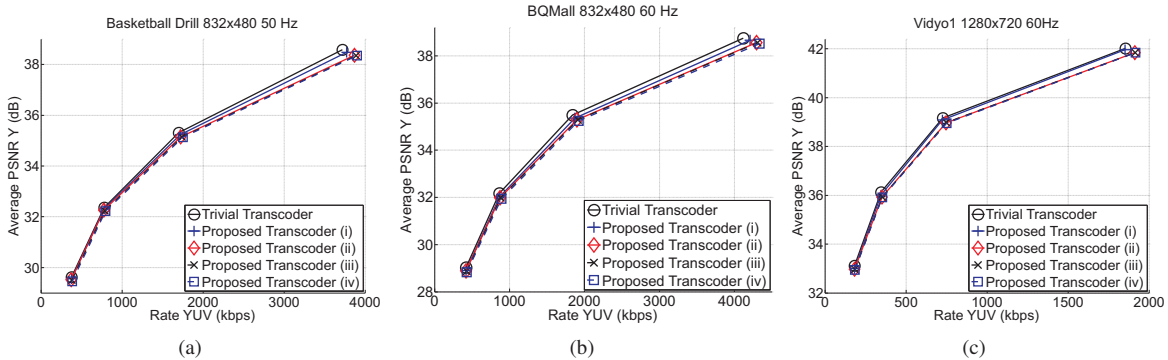 Basketball Drill 832x480 50 Hz
Average PSNR Y (dB)
38
36
34
32
30
0
1000
2000
3000
4000
Rate YUV (kbps)
Trivial Transcoder
Proposed Transcoder (i)
Proposed Transcoder (ii)
Proposed Transcoder (iii)
Proposed Transcoder (iv)
(a)
BQMall 832x480 60 Hz
Average PSNR Y (dB)
38
36
34
32
30
28
0
1000
2000
3000
4000
Rate YUV (kbps)
Trivial Transcoder
Proposed Transcoder (i)
Proposed Transcoder (ii)
Proposed Transcoder (iii)
Proposed Transcoder (iv)
(b)
Vidyo1 1280x720 60Hz
Average PSNR Y (dB)
42
40
38
36
34
32
0
500
1000
1500
2000
Rate YUV (kbps)
Trivial Transcoder
Proposed Transcoder (i)
Proposed Transcoder (ii)
Proposed Transcoder (iii)
Proposed Transcoder (iv)
(c)